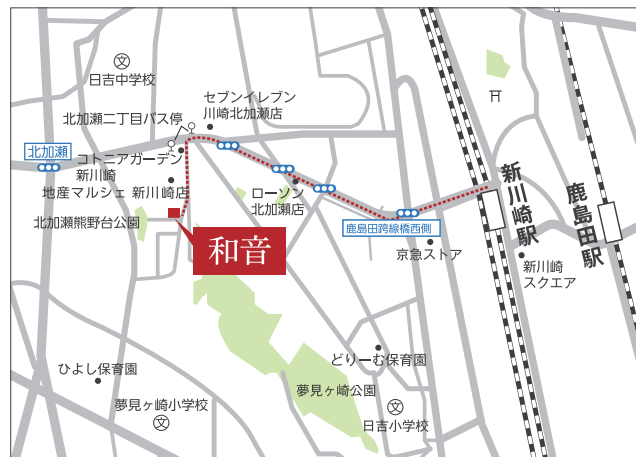 文
日吉中学校
セブンイレブン
川崎北加瀬店
北加瀬二丁目バス停
北加瀬
コトニアガーデン
新川崎
地産マルシェ 新川崎店
北加瀬熊野台公園
和音
ローソン
北加瀬店
鹿島田跨線橋西側
京急ストア
新川崎駅
鹿島田駅
新川崎
スクエア
どりーむ保育園
ひよし保育園
夢見ヶ崎公園
夢見ヶ崎小学校
文
文
日吉小学校